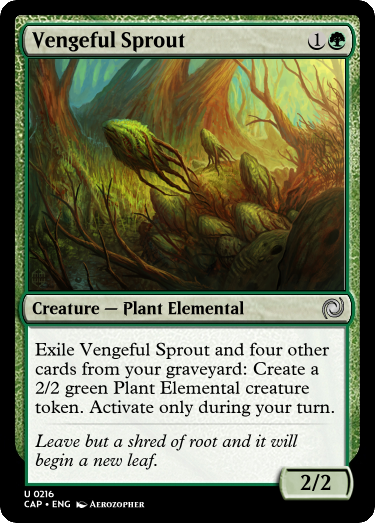 Vengeful Sprout 1
Creature — Plant Elemental
Exile Vengeful Sprout and four other
cards from your graveyard: Create a
2/2 green Plant Elemental creature
token. Activate only during your turn.
Leave but a shred of root and it will
begin a new leaf.
2/2
U 0216
CAP • ENG Aerozopher